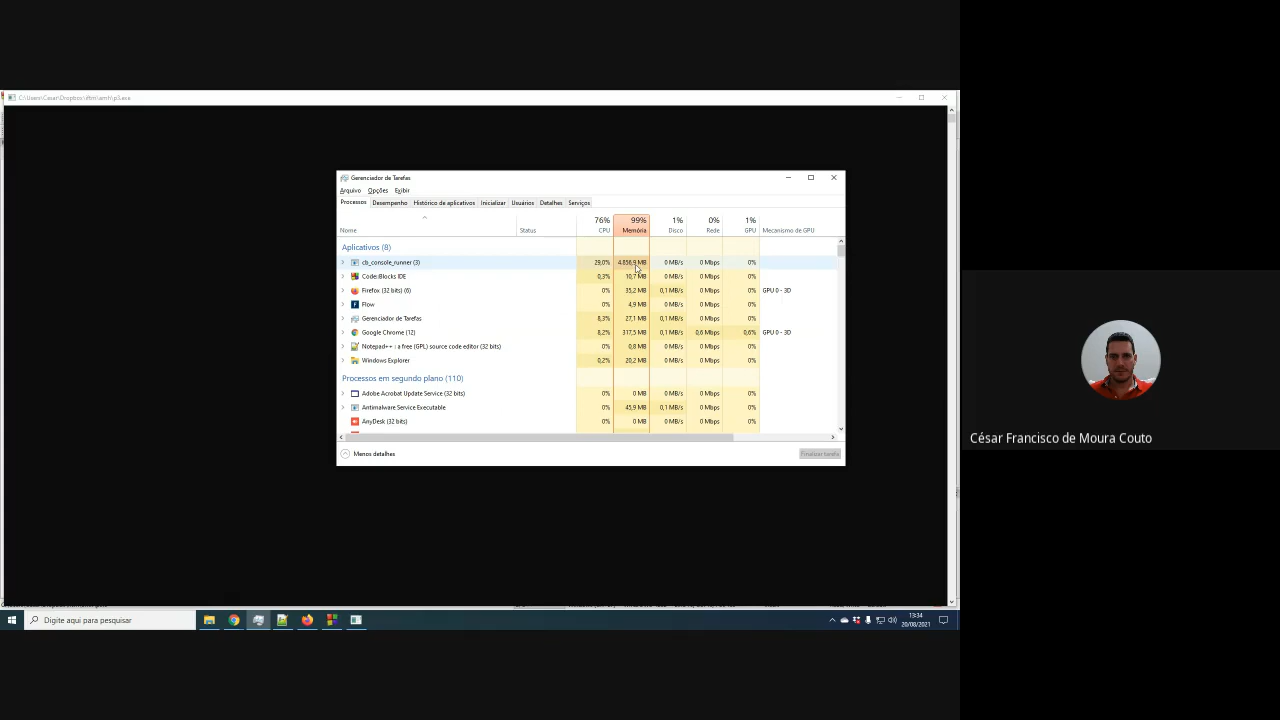 Gerenciador de Tarefas
Arquivo Opções Exibir
Processos Desempenho Histórico de aplicativos Inicializar Usuários Detalhes Serviços
76% 99% 1% 0% 1%
Nome Status CPU Memória Disco Rede GPU Mecanismo de GPU
Aplicativos (8)
cb_console_runner (3) 29,0% 4.856,9 MB 0 MB/s 0 Mbps 0%
Code::Blocks IDE 0,3% 10,7 MB 0 MB/s 0 Mbps 0%
Firefox (32 bits) (6) 0% 35,2 MB 0,1 MB/s 0 Mbps 0% GPU 0 - 3D
Flow 0% 4,9 MB 0 MB/s 0 Mbps 0%
Gerenciador de Tarefas 8,3% 27,1 MB 0,1 MB/s 0 Mbps 0%
Google Chrome (12) 8,2% 317,5 MB 0,1 MB/s 0,6 Mbps 0,6% GPU 0 - 3D
Notepad++ : a free (GPL) source code editor (32 bits) 0% 0,8 MB 0 MB/s 0 Mbps 0%
Windows Explorer 0,2% 20,2 MB 0 MB/s 0 Mbps 0%
Processos em segundo plano (110)
Adobe Acrobat Update Service (32 bits) 0% 0 MB 0 MB/s 0 Mbps 0%
Antimalware Service Executable 0% 45,9 MB 0,1 MB/s 0 Mbps 0%
AnyDesk (32 bits) 0% 0 MB 0 MB/s 0 Mbps 0%
Menos detalhes Finalizar tarefa
César Francisco de Moura Couto
Digite aqui para pesquisar
13:34
20/08/2021